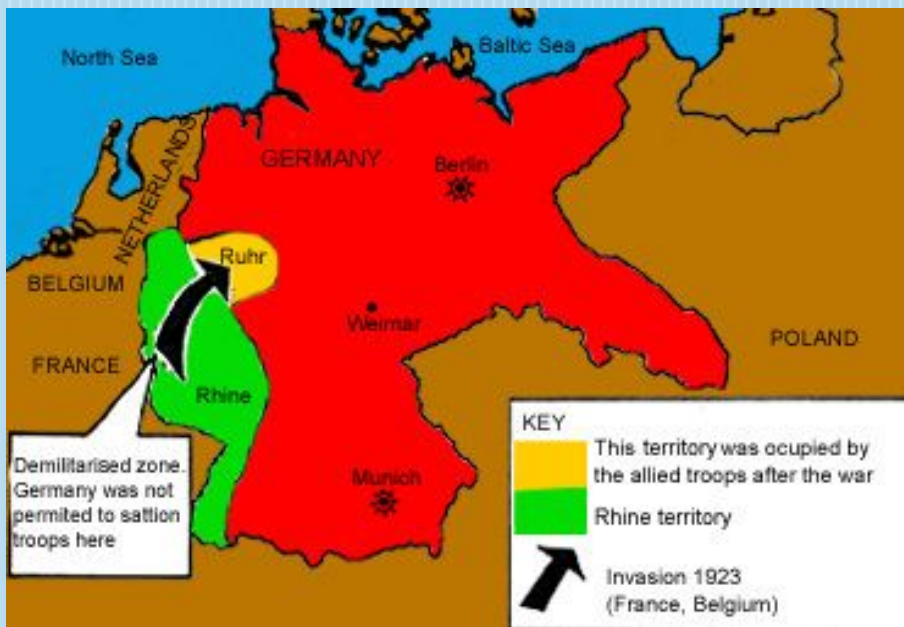 North Sea
Baltic Sea
NETHERLANDS
GERMANY
Berlin
Ruhr
BELGIUM
Weimar
POLAND
FRANCE
Rhine
Munich
Demilitarised zone.
Germany was not
permited to sattion
troops here
KEY
This territory was ocupied by
the allied troops after the war
Rhine territory
Invasion 1923
(France, Belgium)